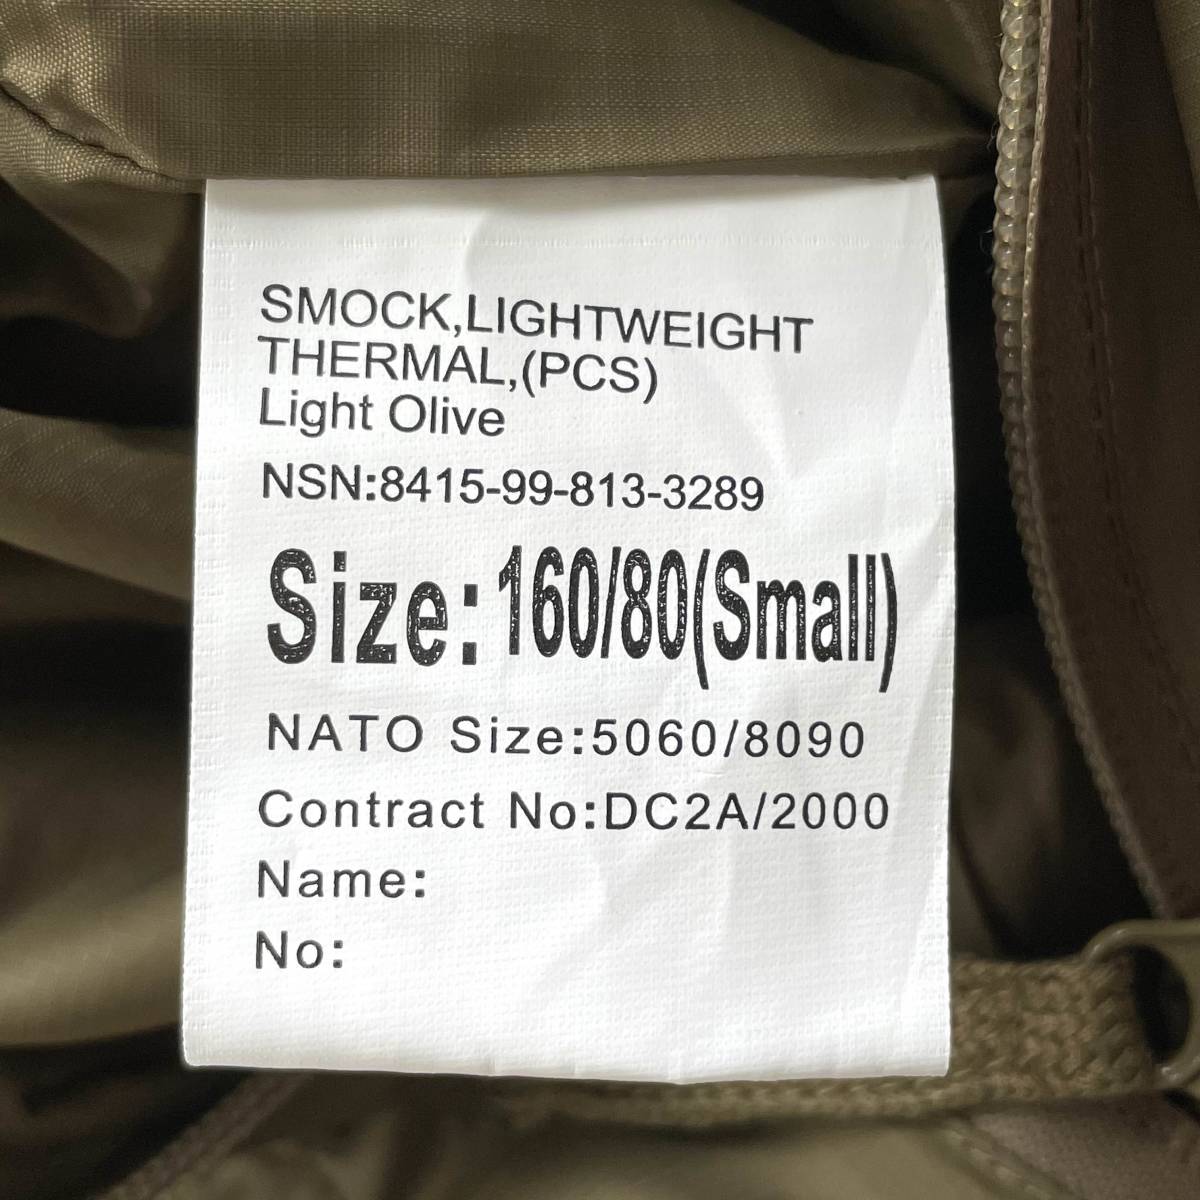 SMOCK,LIGHTWEIGHT
THERMAL,(PCS)
Light Olive
NSN:8415-99-813-3289
Size:160/80(Small)
NATO Size:5060/8090
Contract No:DC2A/2000
Name:
No: